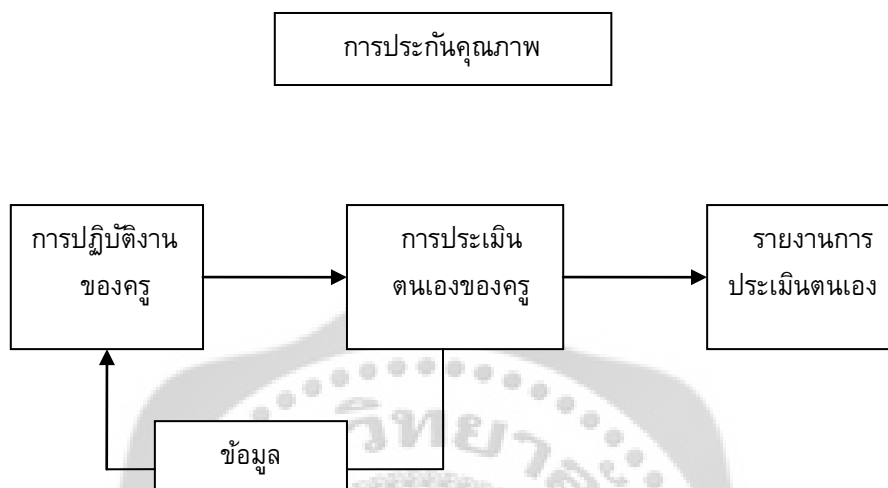 การประกันคุณภาพ
การปฏิบัติงาน
ของครู
การประเมิน
ตนเองของครู
รายงานการ
ประเมินตนเอง
ข้อมูล